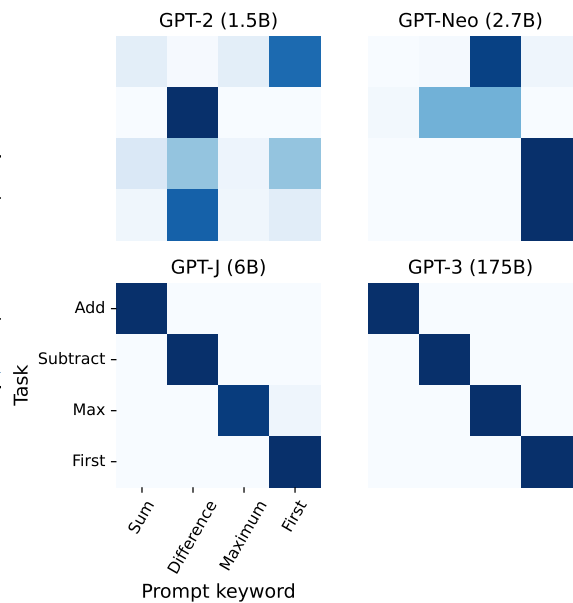 GPT-2 (1.5B)
GPT-Neo (2.7B)
GPT-J (6B)
GPT-3 (175B)
Task
Add
Subtract
Max
First
Sum
Difference
Maximum
First
Prompt keyword